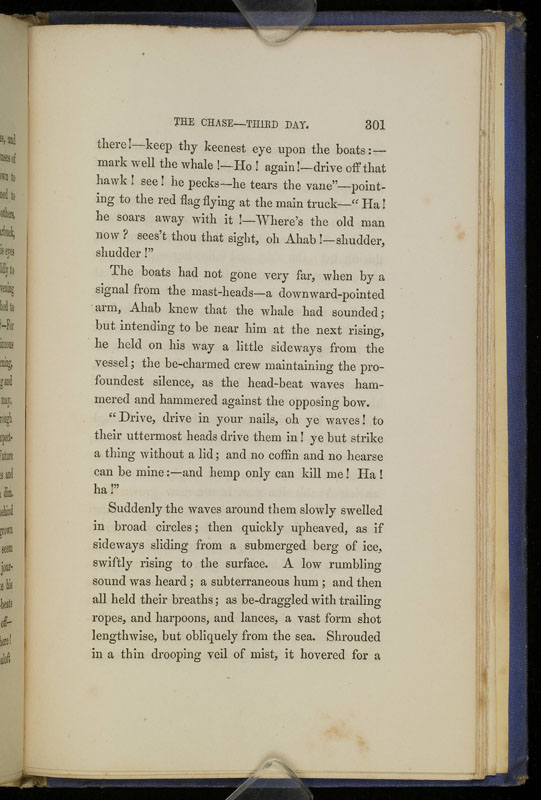 THE CHASE—THIRD DAY. 301
there!—keep thy keenest eye upon the boats:—
mark well the whale!—Ho! again!—drive off that
hawk! see! he pecks—he tears the vane"—point-
ing to the red flag flying at the main truck—"Ha!
he soars away with it!—Where's the old man
now? sees't thou that sight, oh Ahab!—shudder,
shudder!"
The boats had not gone very far, when by a
signal from the mast-heads—a downward-pointed
arm, Ahab knew that the whale had sounded;
but intending to be near him at the next rising,
he held on his way a little sideways from the
vessel; the be-charmed crew maintaining the pro-
foundest silence, as the head-beat waves ham-
mered and hammered against the opposing bow.
"Drive, drive in your nails, oh ye waves! to
their uttermost heads drive them in! ye but strike
a thing without a lid; and no coffin and no hearse
can be mine:—and hemp only can kill me! Ha!
ha!"
Suddenly the waves around them slowly swelled
in broad circles; then quickly upheaved, as if
sideways sliding from a submerged berg of ice,
swiftly rising to the surface. A low rumbling
sound was heard; a subterraneous hum; and then
all held their breaths; as be-draggled with trailing
ropes, and harpoons, and lances, a vast form shot
lengthwise, but obliquely from the sea. Shrouded
in a thin drooping veil of mist, it hovered for a